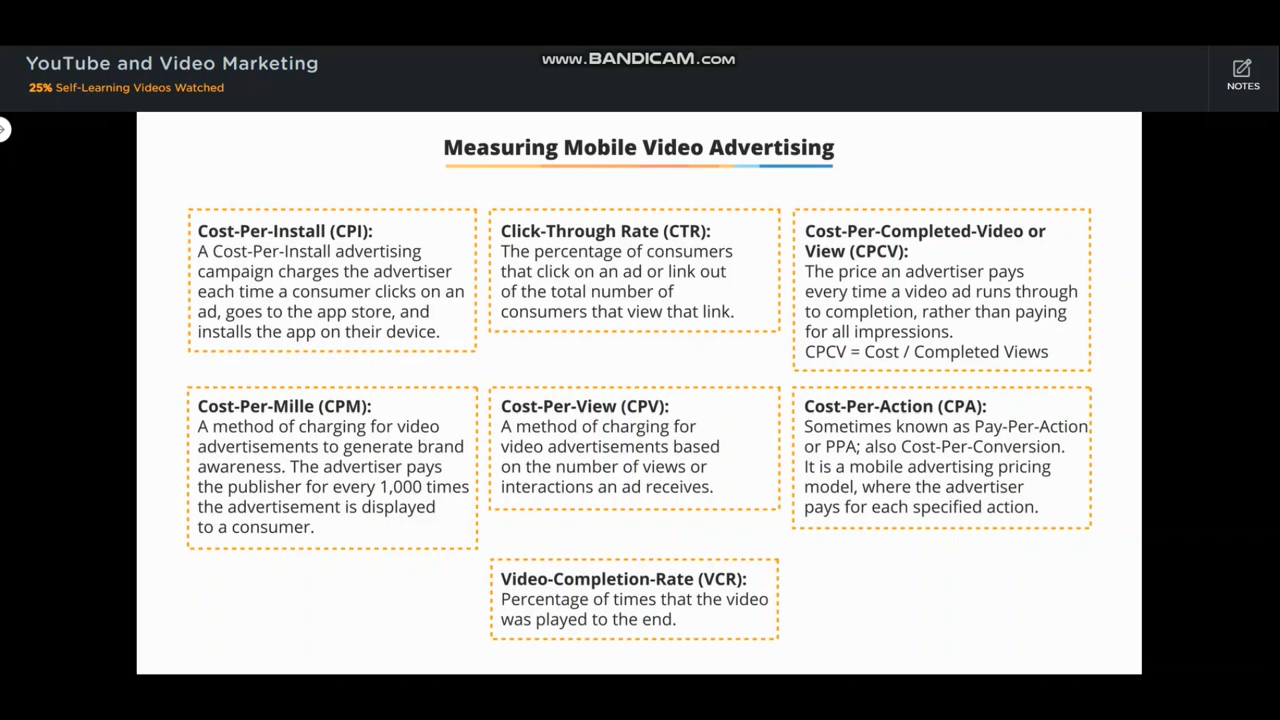 www.BANDICAM.com
YouTube and Video Marketing
25% Self-Learning Videos Watched
NOTES
Measuring Mobile Video Advertising
Cost-Per-Install (CPI):
A Cost-Per-Install advertising
campaign charges the advertiser
each time a consumer clicks on an
ad, goes to the app store, and
installs the app on their device.
Click-Through Rate (CTR):
The percentage of consumers
that click on an ad or link out
of the total number of
consumers that view that link.
Cost-Per-Completed-Video or
View (CPCV):
The price an advertiser pays
every time a video ad runs through
to completion, rather than paying
for all impressions.
CPCV = Cost / Completed Views
Cost-Per-Mille (CPM):
A method of charging for video
advertisements to generate brand
awareness. The advertiser pays
the publisher for every 1,000 times
the advertisement is displayed
to a consumer.
Cost-Per-View (CPV):
A method of charging for
video advertisements based
on the number of views or
interactions an ad receives.
Cost-Per-Action (CPA):
Sometimes known as Pay-Per-Action
or PPA; also Cost-Per-Conversion.
It is a mobile advertising pricing
model, where the advertiser
pays for each specified action.
Video-Completion-Rate (VCR):
Percentage of times that the video
was played to the end.